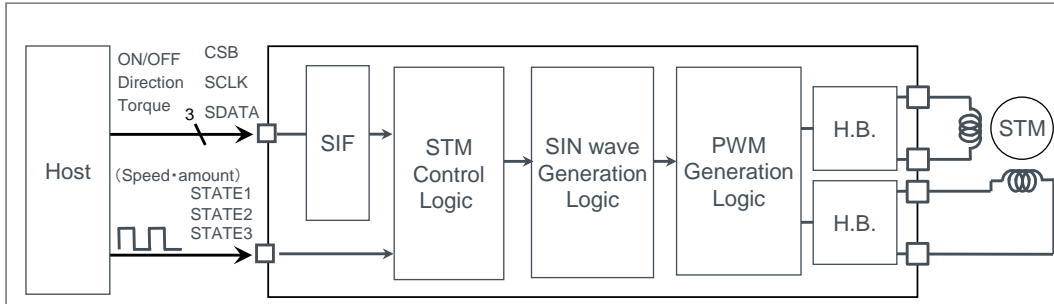 Host
ON/OFF
Direction
Torque
CSB
SCLK
SDATA
3
（Speed・amount）
STATE1
STATE2
STATE3
SIF
STM
Control
Logic
SIN wave
Generation
Logic
PWM
Generation
Logic
H.B.
H.B.
STM